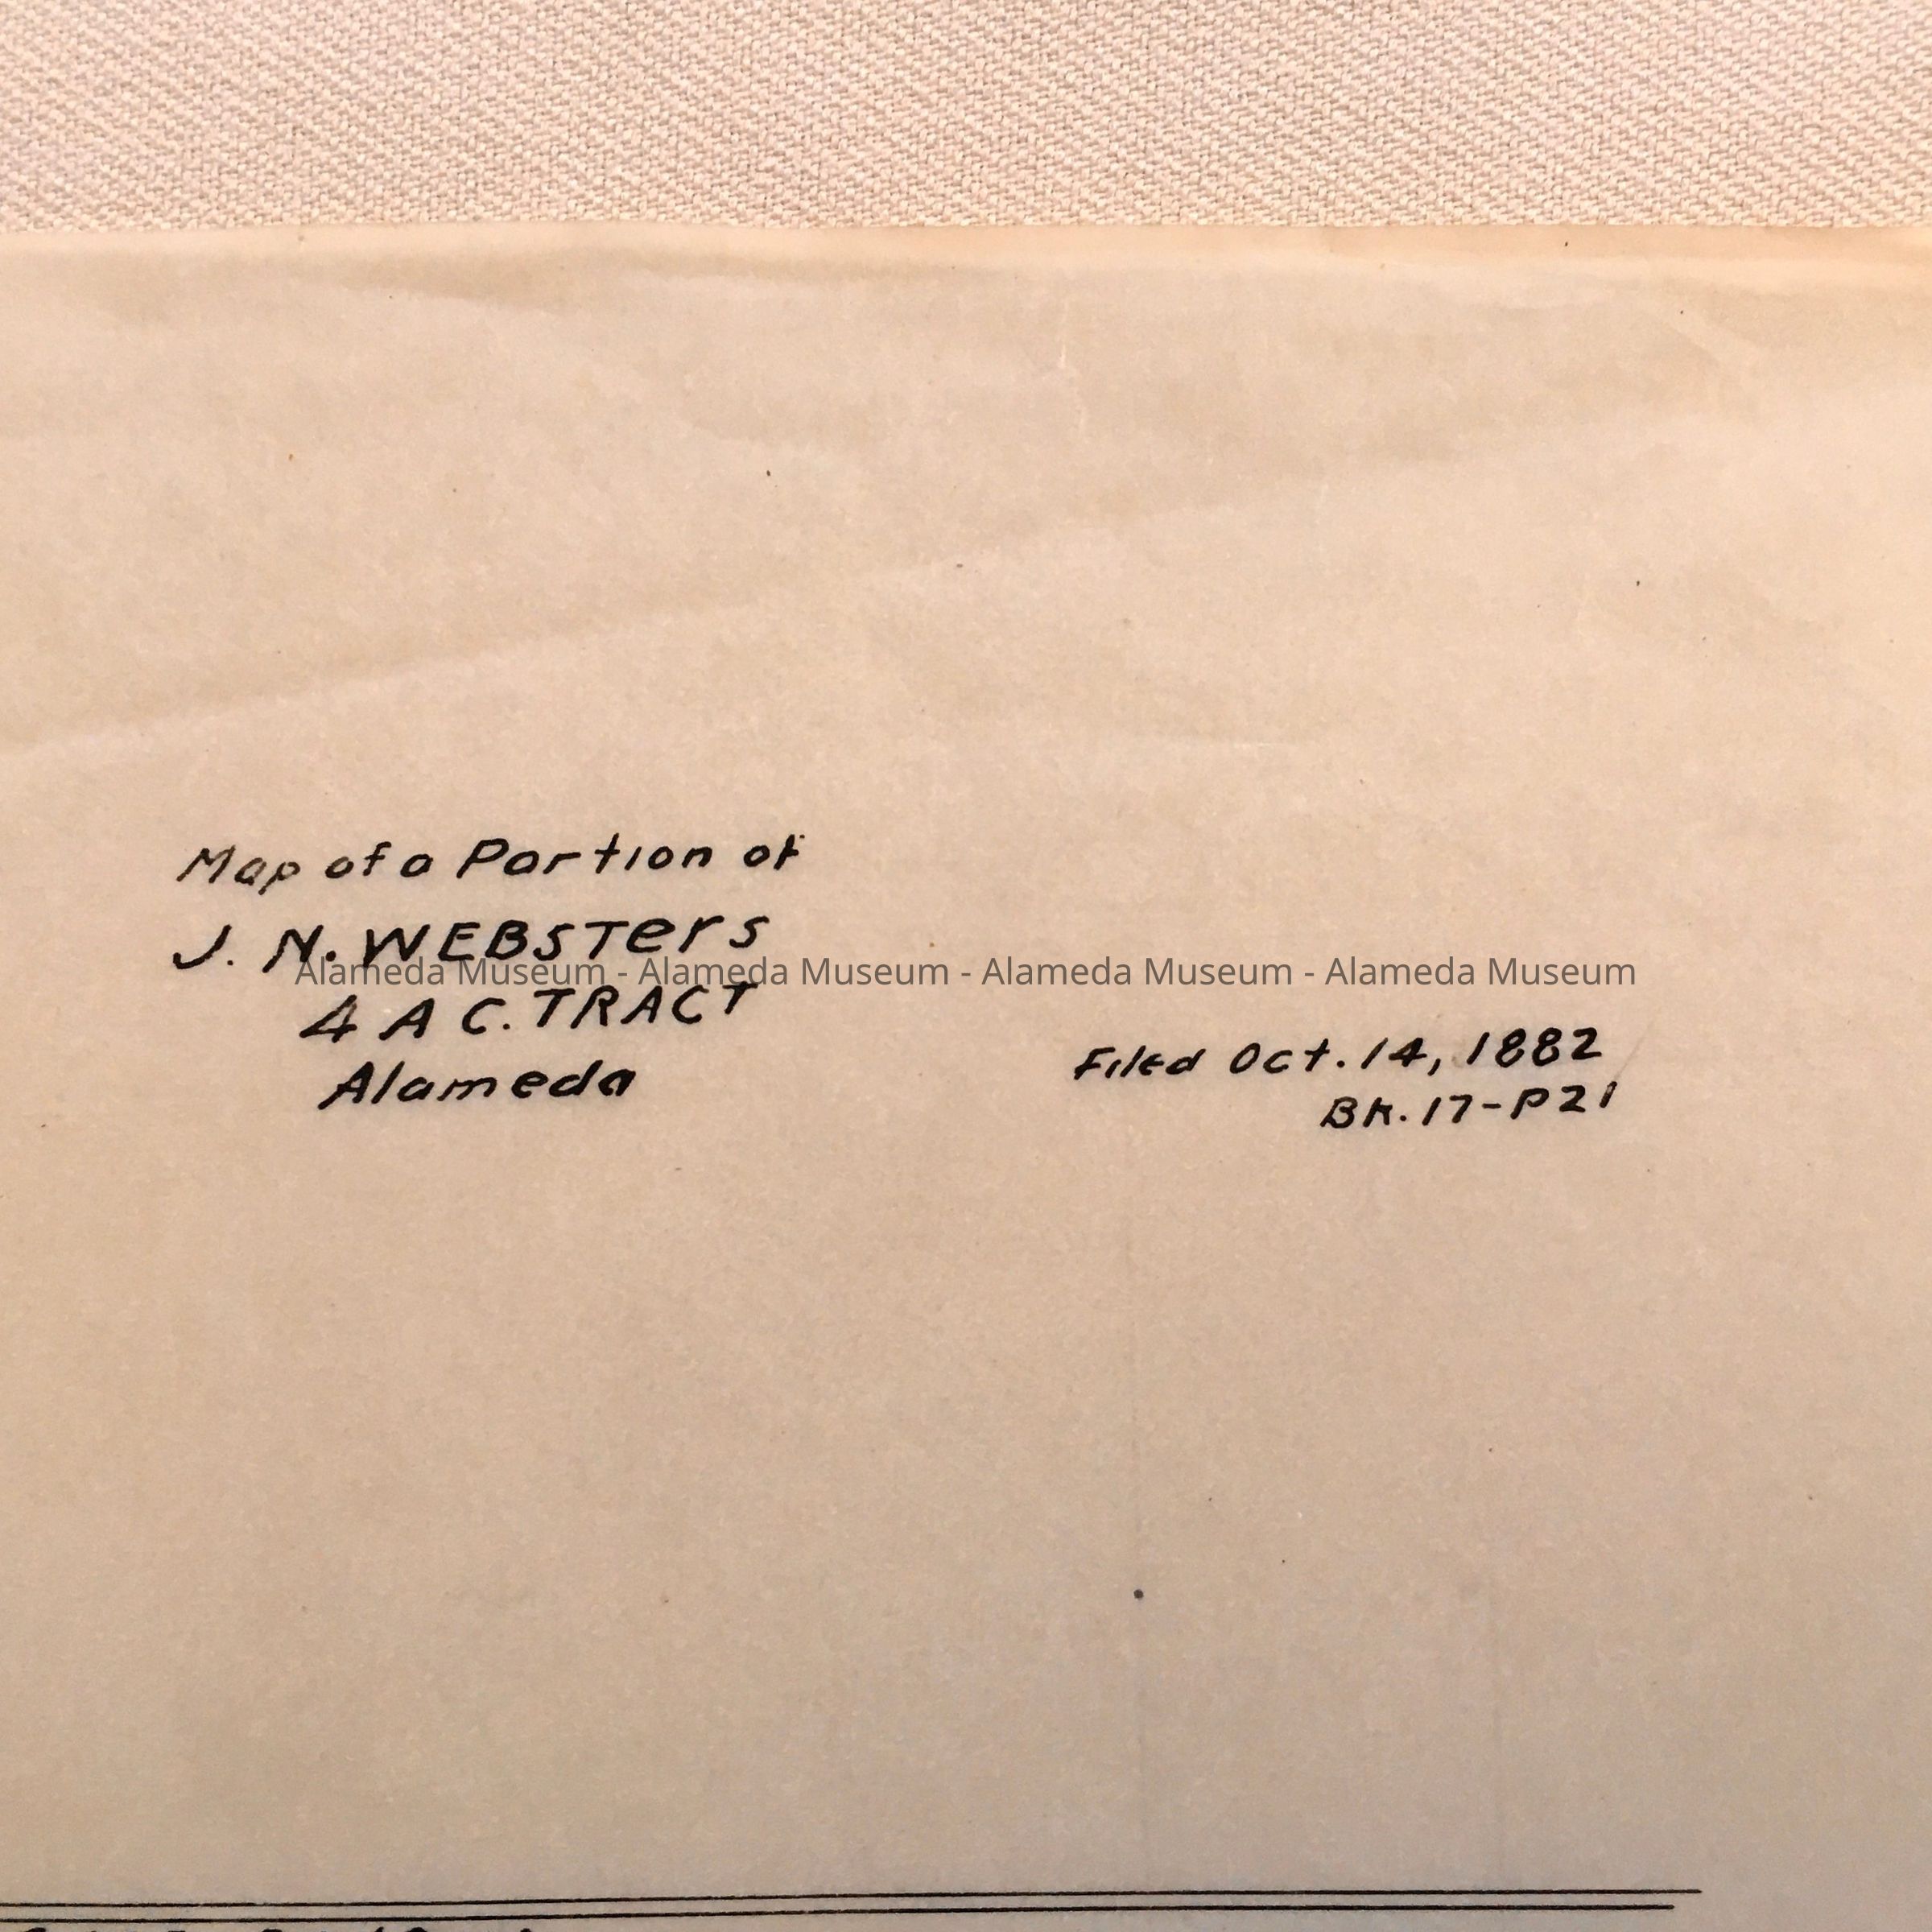 Map of a Portion of
J. N. WEBSTers
4 A C. TRACT
Alameda
Alameda Museum - Alameda Museum - Alameda Museum - Alameda Museum
Filed Oct. 14, 1882
BK. 17-P21